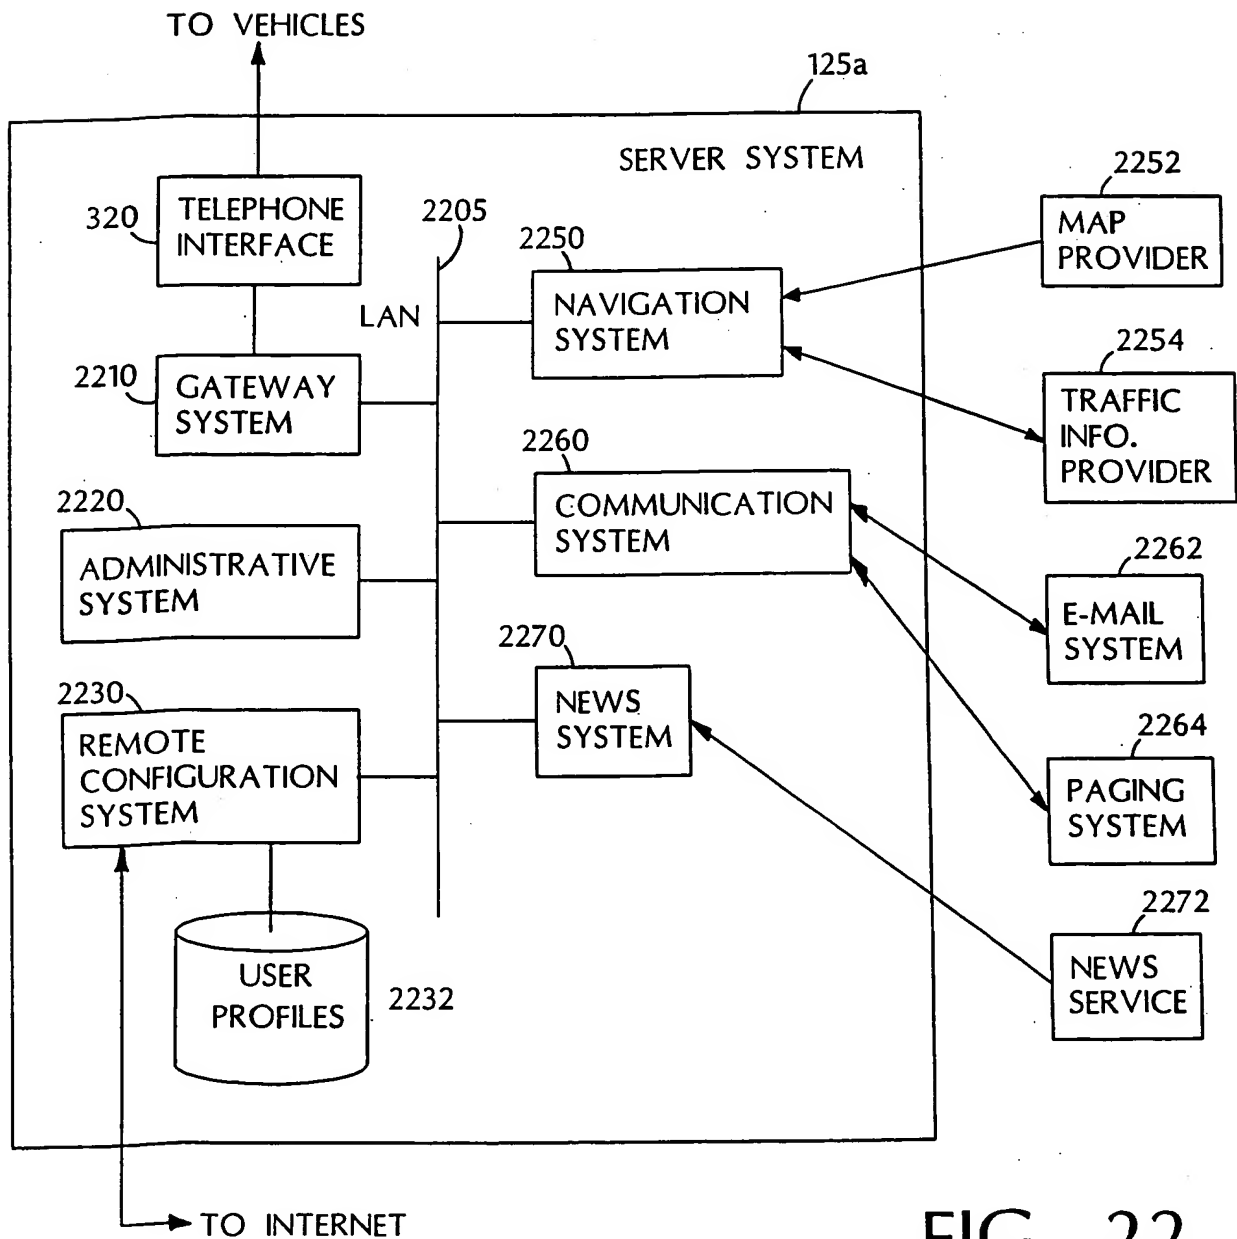 TO VEHICLES
125a
SERVER SYSTEM
320
TELEPHONE
INTERFACE
2205
LAN
2210
GATEWAY
SYSTEM
2220
ADMINISTRATIVE
SYSTEM
2230
REMOTE
CONFIGURATION
SYSTEM
USER
PROFILES
2232
TO INTERNET
2250
NAVIGATION
SYSTEM
2260
COMMUNICATION
SYSTEM
2270
NEWS
SYSTEM
2252
MAP
PROVIDER
2254
TRAFFIC
INFO.
PROVIDER
2262
E-MAIL
SYSTEM
2264
PAGING
SYSTEM
2272
NEWS
SERVICE
FIG. 22